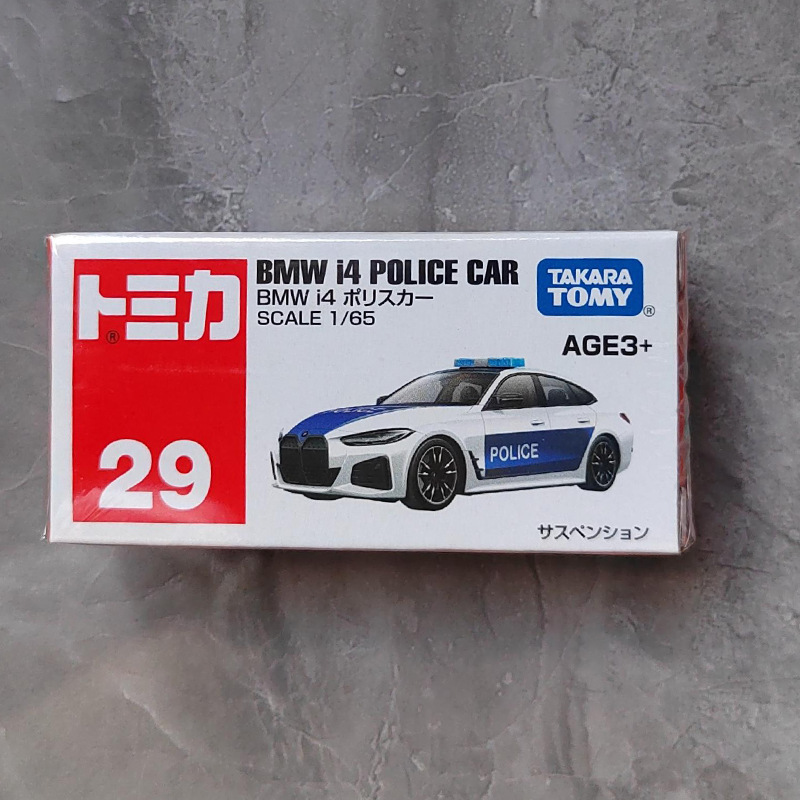 トミカ
®
29
BMW i4 POLICE CAR
BMW i4 ポリスカー
SCALE 1/65
TAKARA
TOMY
®
AGE3+
POLICE
POLICE
サスペンション